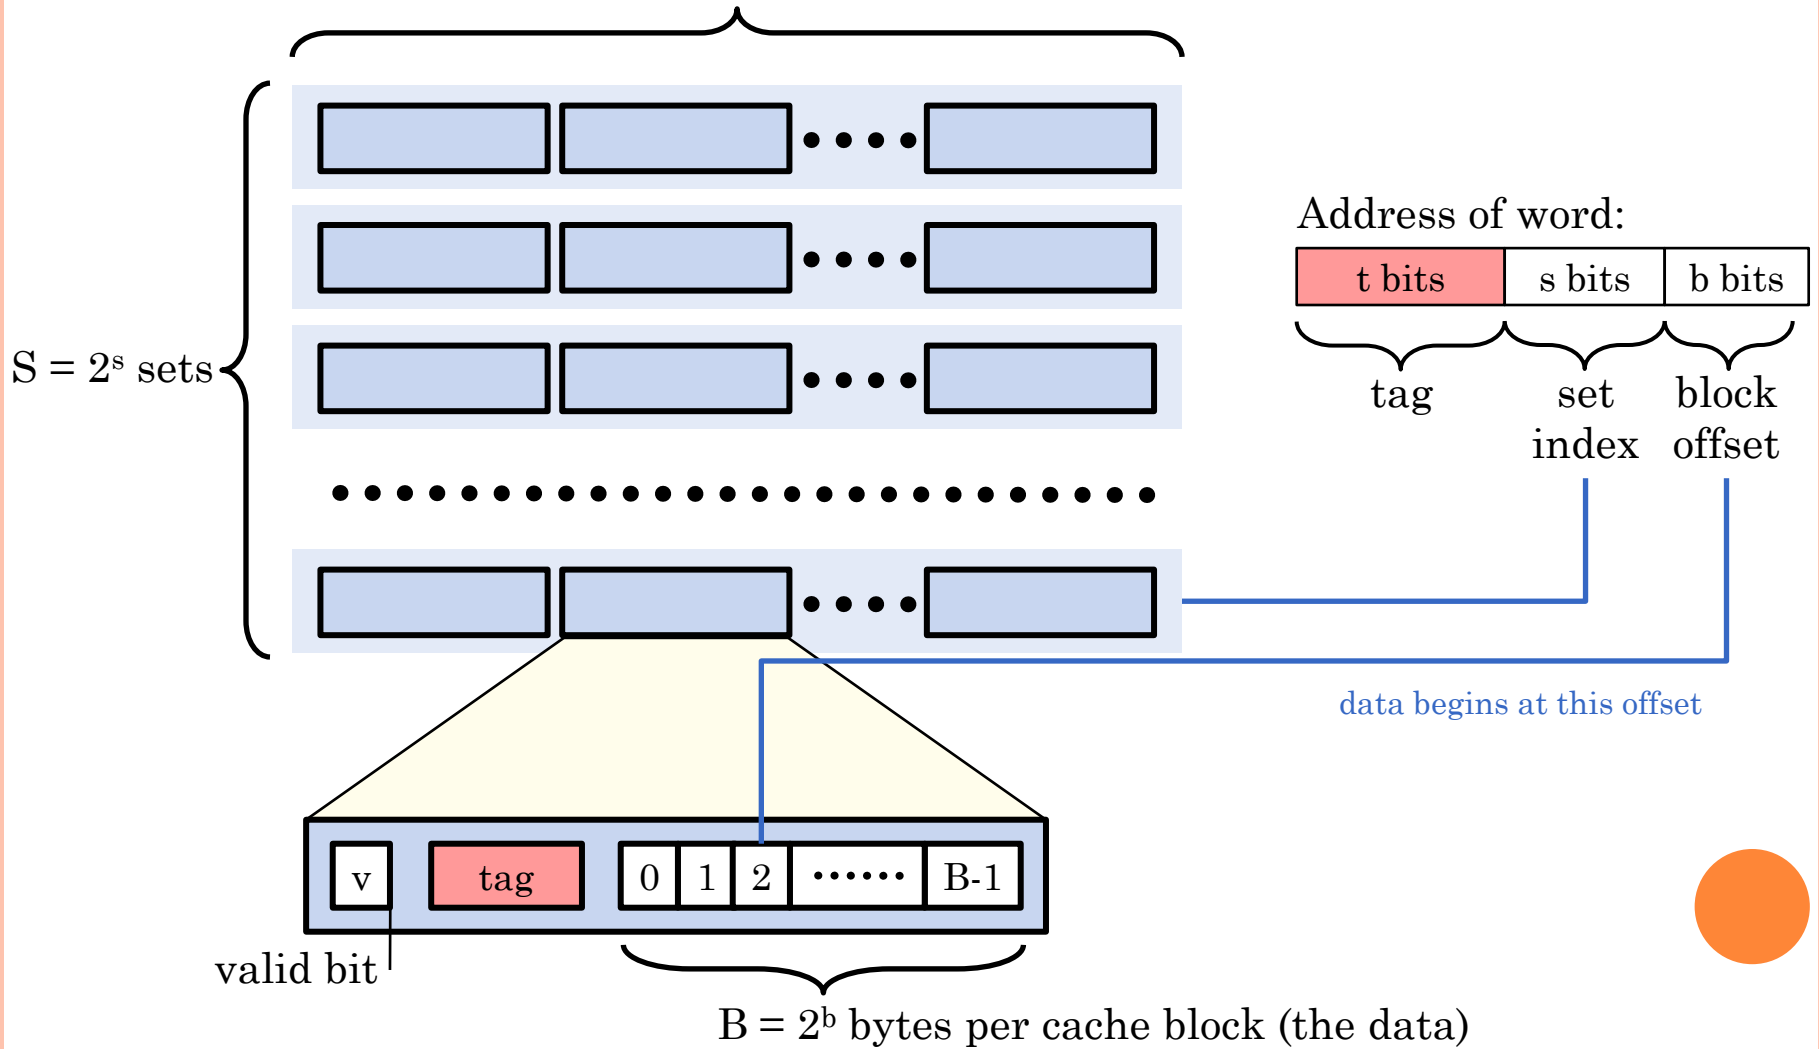 Address of word:
t bits s bits b bits
S = 2ˢ sets
tag set block
index offset
data begins at this offset
v tag 0 1 2 ······ B-1
valid bit
B = 2ᵇ bytes per cache block (the data)